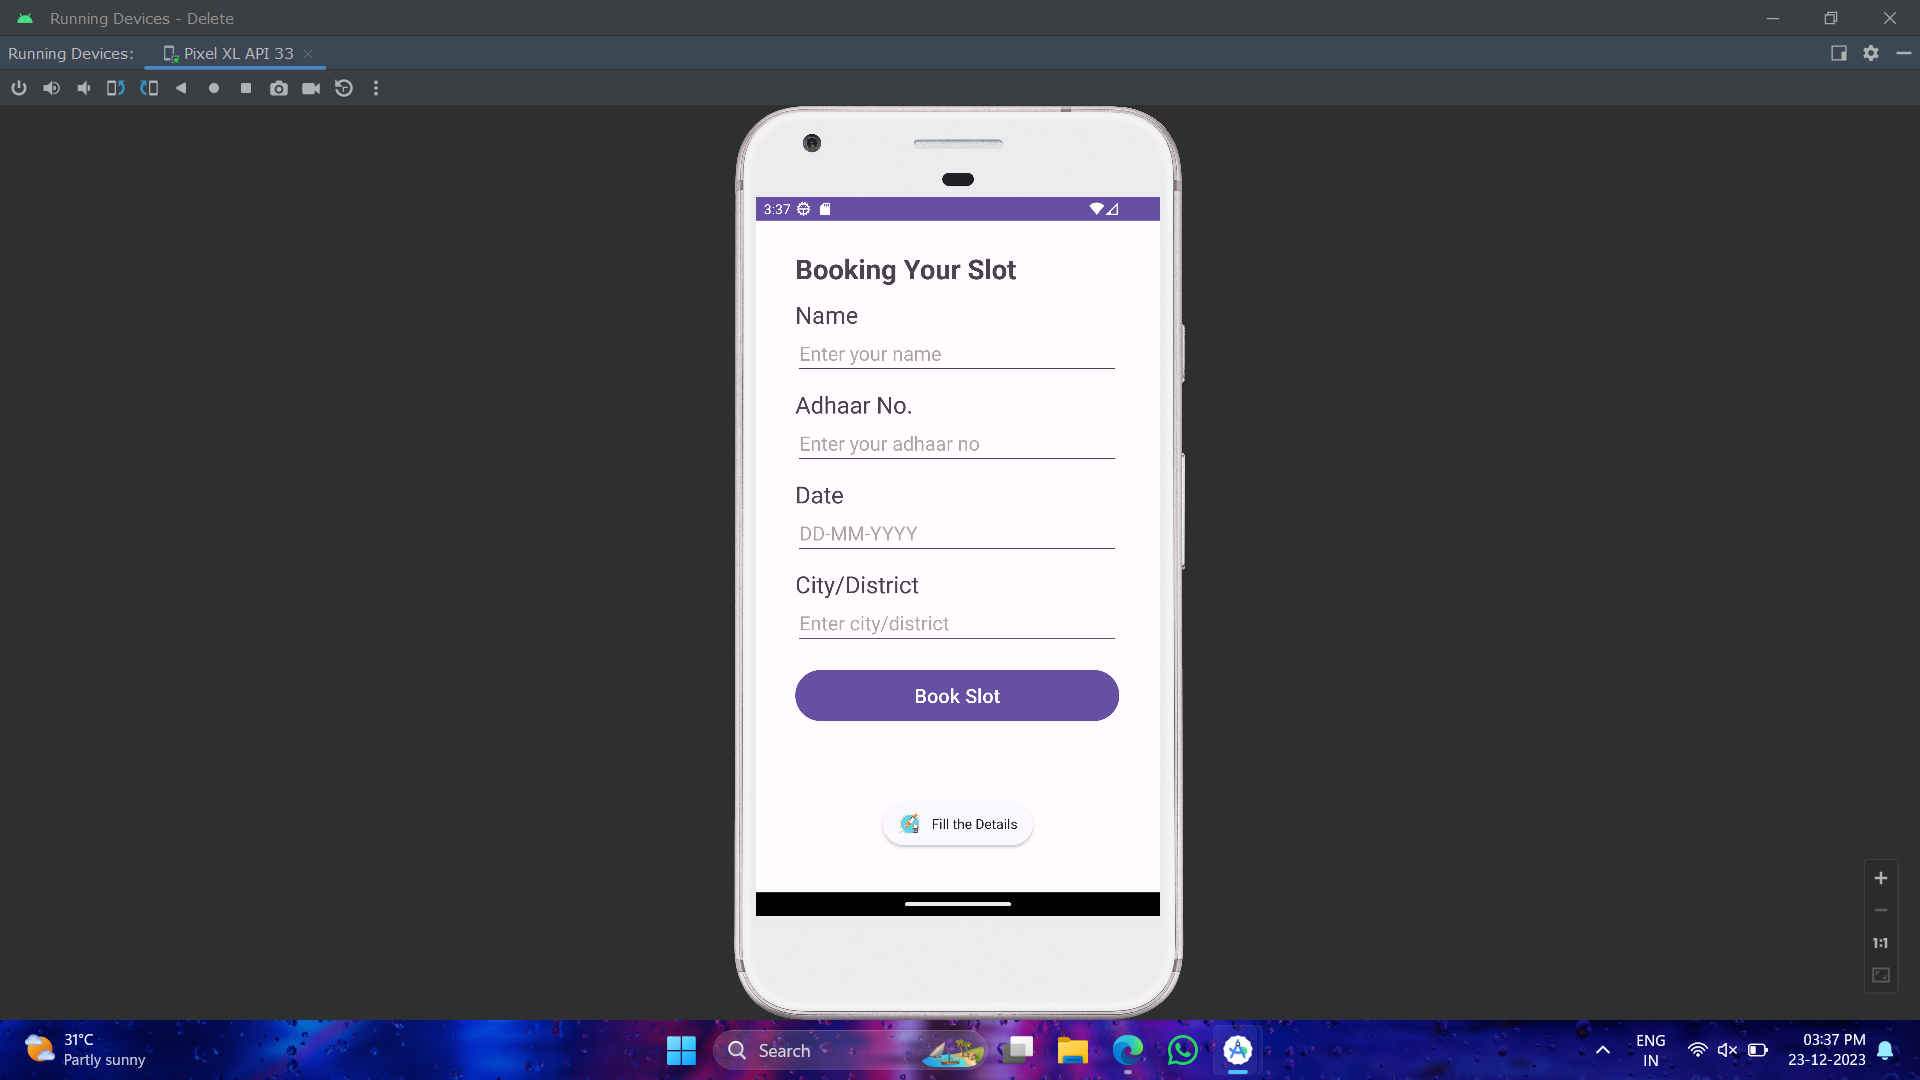 Running Devices - Delete
Running Devices: Pixel XL API 33
3:37
Booking Your Slot
Name
Enter your name
Adhaar No.
Enter your adhaar no
Date
DD-MM-YYYY
City/District
Enter city/district
Book Slot
Fill the Details
1:1
31°C
Partly sunny
Search
ENG
IN
03:37 PM
23-12-2023